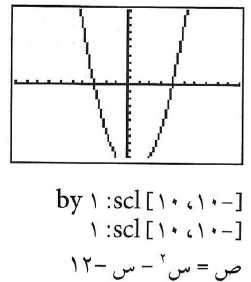 [−١٠، ١٠] scl: ١ by
[−١٠، ١٠] scl: ١
ص = س٢ − س −١٢